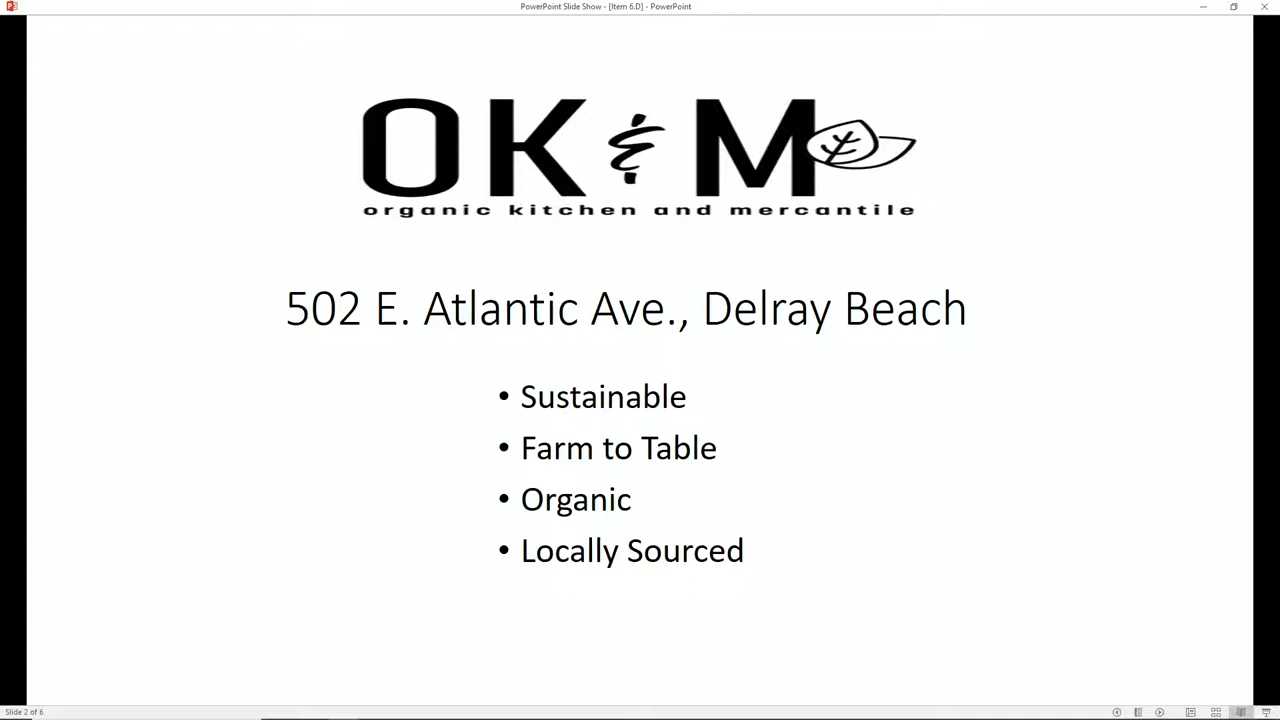 PowerPoint Slide Show - [Item 6.D] - PowerPoint
OK & M
organic kitchen and mercantile
502 E. Atlantic Ave., Delray Beach
• Sustainable
• Farm to Table
• Organic
• Locally Sourced
Slide 2 of 6